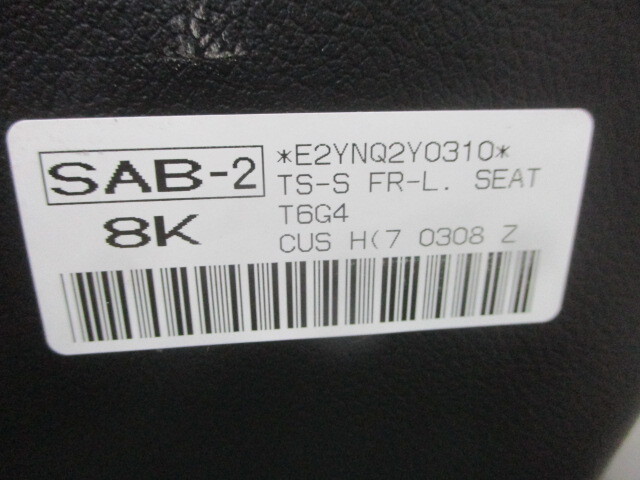 SAB-2
8K
*E2YNQ2Y0310*
TS-S FR-L. SEAT
T6G4
CUS H(7 0308 Z